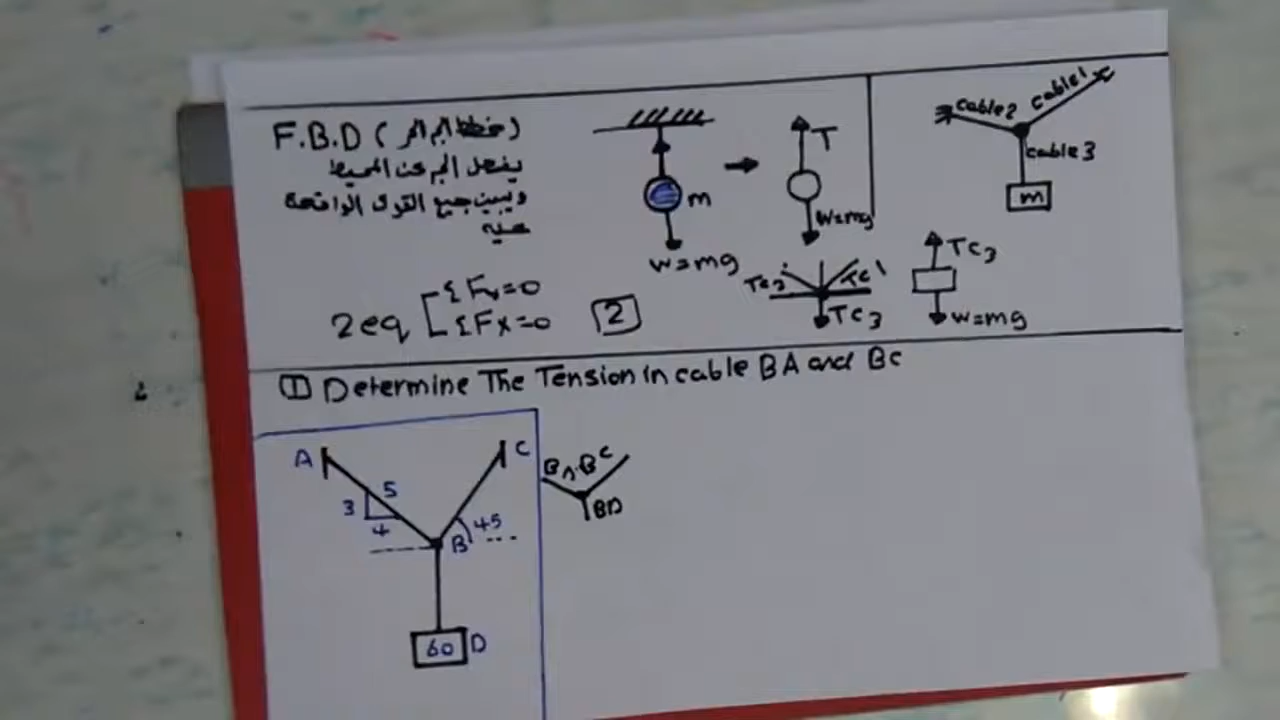 F.B.D (مخطط الجسم الحر)
يفصل الجسم عن المحيط
ويبين جميع القوى الواقعة
عليه
2eq
ΣFy=0
ΣFx=0
2
m
w=mg
T
W=mg
cable2
cable1
cable3
m
Tc2
Tc1
Tc3
Tc3
w=mg
① Determine The Tension in cable BA and BC
A
C
3
5
4
B
45
60
D
BA
BC
BD